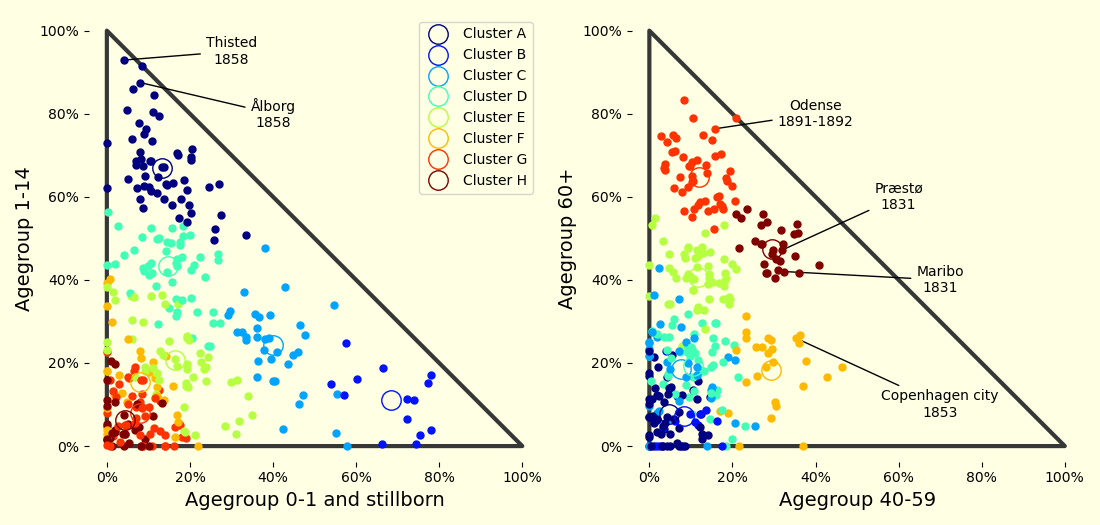 100%
80%
60%
40%
20%
0%
0%
20%
40%
60%
80%
100%
Agegroup 1-14
Agegroup 0-1 and stillborn
Thisted
1858
Ålborg
1858
Cluster A
Cluster B
Cluster C
Cluster D
Cluster E
Cluster F
Cluster G
Cluster H
100%
80%
60%
40%
20%
0%
0%
20%
40%
60%
80%
100%
Agegroup 60+
Agegroup 40-59
Odense
1891-1892
Præstø
1831
Maribo
1831
Copenhagen city
1853